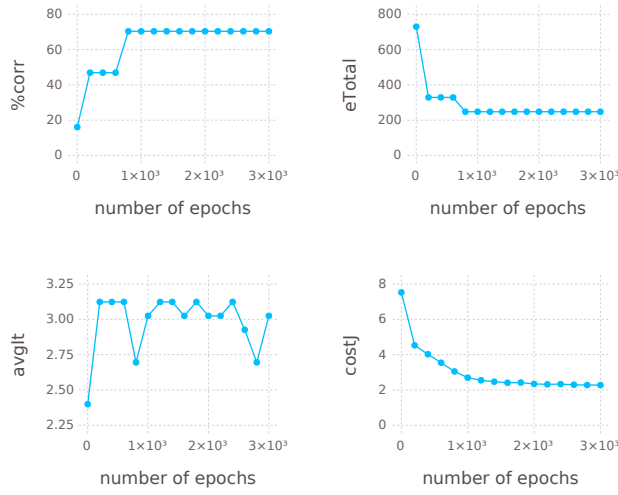 80
60
40
20
0
%corr
0 1×10³ 2×10³ 3×10³
number of epochs
800
600
400
200
0
eTotal
0 1×10³ 2×10³ 3×10³
number of epochs
3.25
3.00
2.75
2.50
2.25
avgIt
0 1×10³ 2×10³ 3×10³
number of epochs
8
6
4
2
0
costJ
0 1×10³ 2×10³ 3×10³
number of epochs